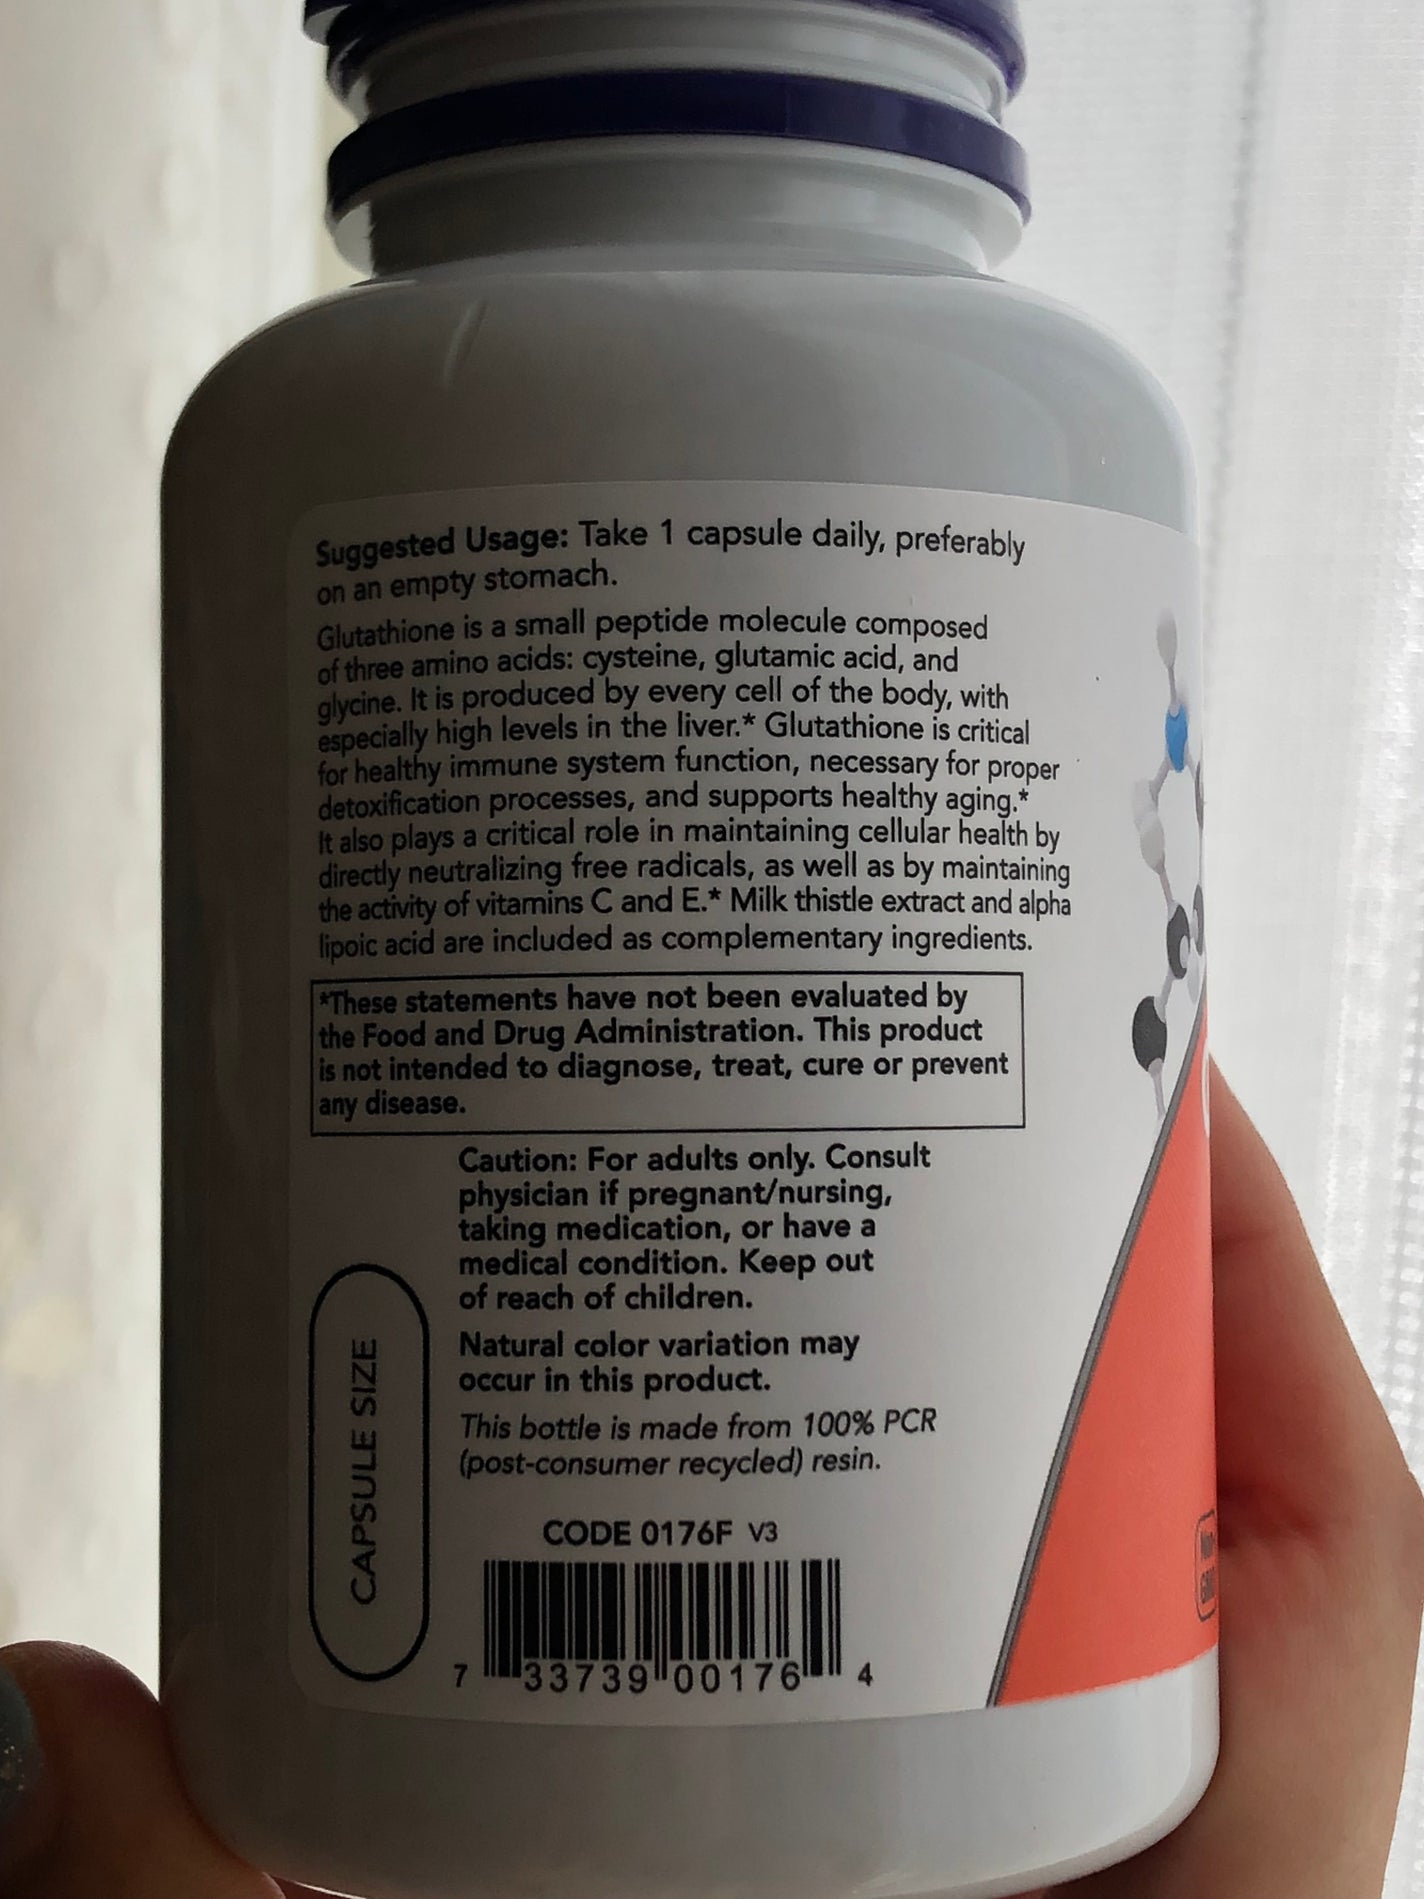 Suggested Usage: Take 1 capsule daily, preferably
on an empty stomach.
Glutathione is a small peptide molecule composed
of three amino acids: cysteine, glutamic acid, and
glycine. It is produced by every cell of the body, with
especially high levels in the liver.* Glutathione is critical
for healthy immune system function, necessary for proper
detoxification processes, and supports healthy aging.*
It also plays a critical role in maintaining cellular health by
directly neutralizing free radicals, as well as by maintaining
the activity of vitamins C and E.* Milk thistle extract and alpha
lipoic acid are included as complementary ingredients.
*These statements have not been evaluated by
the Food and Drug Administration. This product
is not intended to diagnose, treat, cure or prevent
any disease.
Caution: For adults only. Consult
physician if pregnant/nursing,
taking medication, or have a
medical condition. Keep out
of reach of children.
Natural color variation may
occur in this product.
This bottle is made from 100% PCR
(post-consumer recycled) resin.
CAPSULE SIZE
CODE 0176F V3
7 33739 00176 4